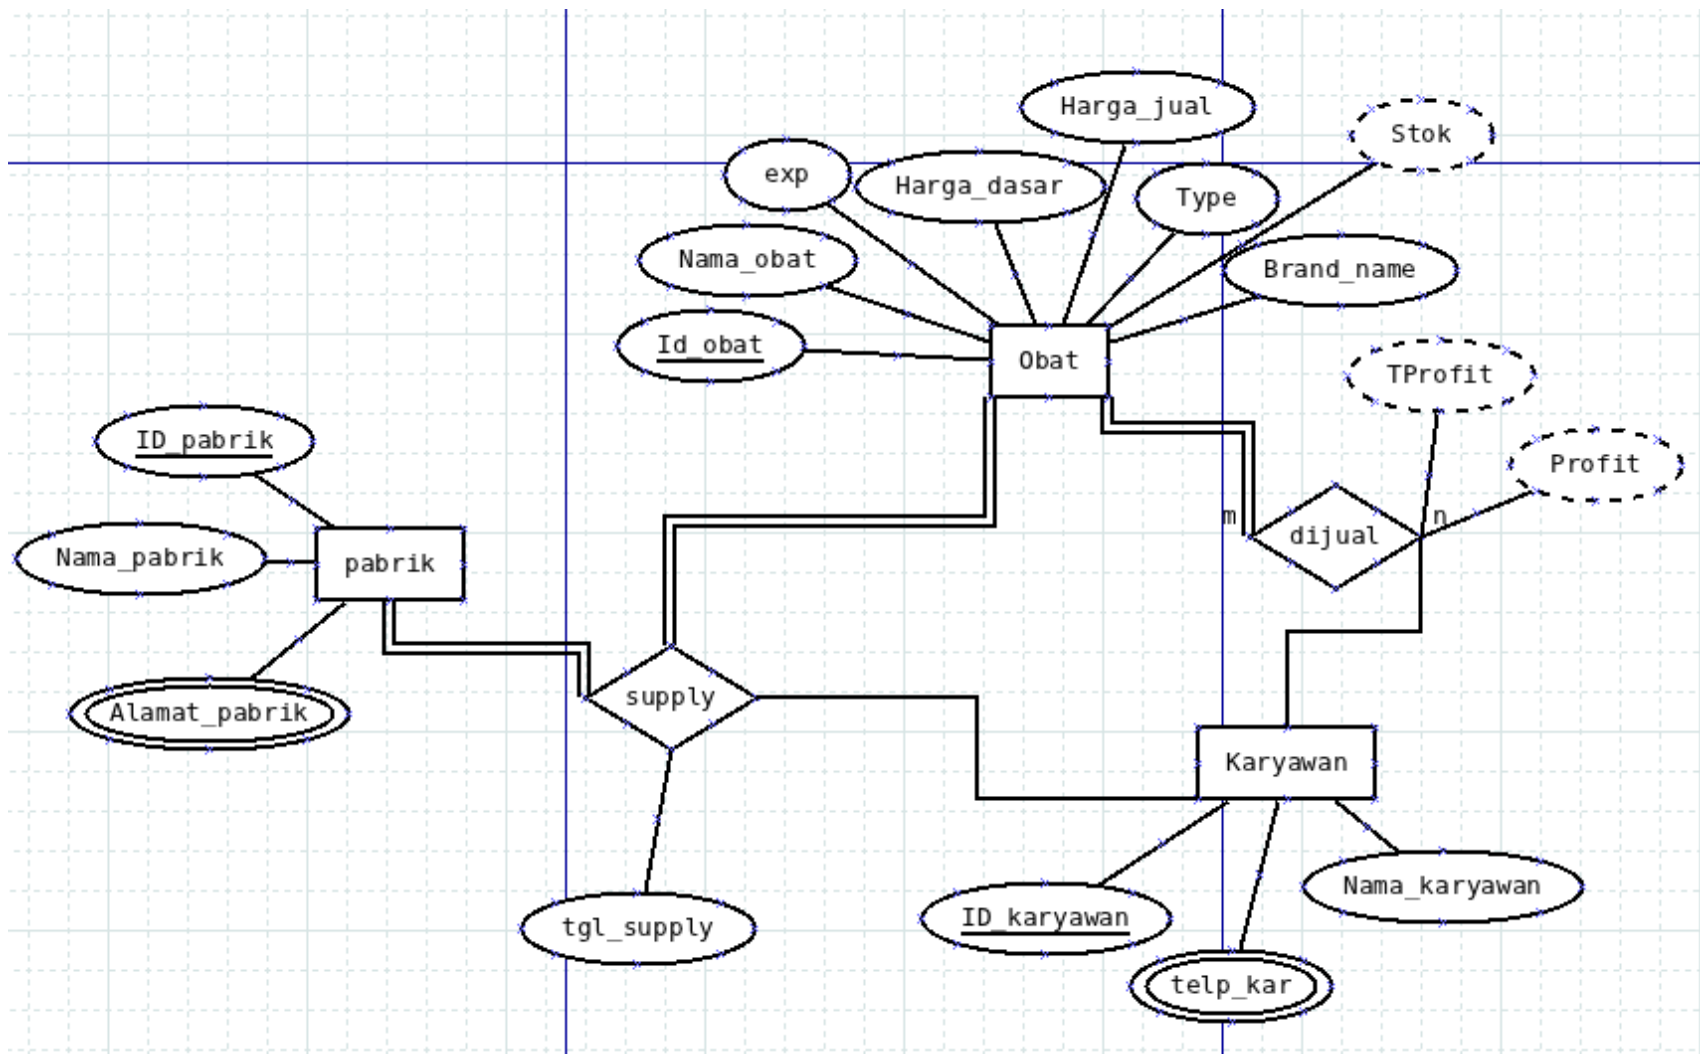 Harga_jual
Stok
exp
Harga_dasar
Type
Nama_obat
Brand_name
Id_obat
Obat
TProfit
ID_pabrik
Profit
m
n
dijual
Nama_pabrik
pabrik
supply
Alamat_pabrik
Karyawan
Nama_karyawan
ID_karyawan
tgl_supply
telp_kar